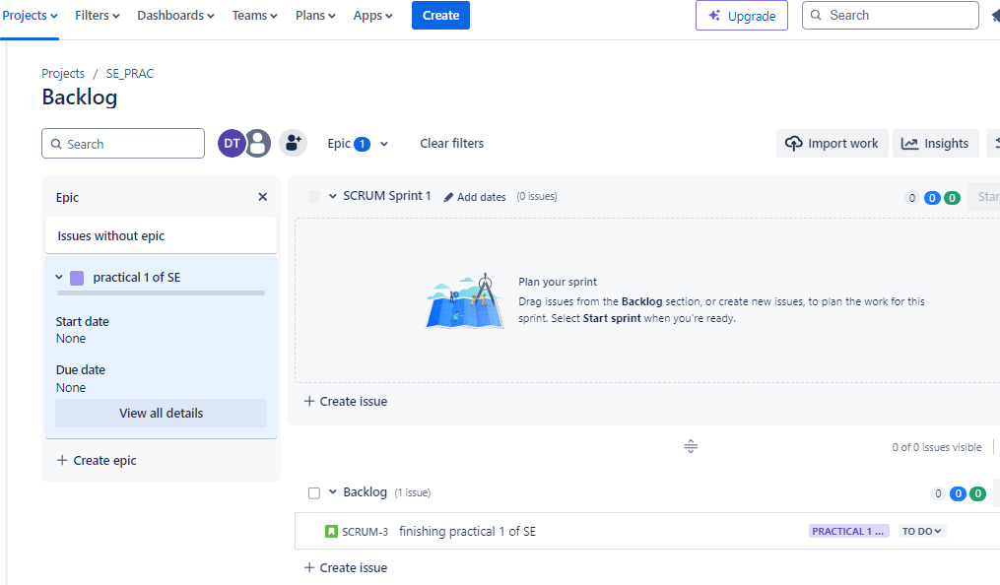 Projects Filters Dashboards Teams Plans Apps Create Upgrade Search
Projects / SE_PRAC
Backlog
Search DT Epic 1 Clear filters Import work Insights
Epic
Issues without epic
practical 1 of SE
Start date
None
Due date
None
View all details
+ Create epic
SCRUM Sprint 1 Add dates (0 issues) 0 0 0 Star
Plan your sprint
Drag issues from the Backlog section, or create new issues, to plan the work for this
sprint. Select Start sprint when you're ready.
+ Create issue
0 of 0 issues visible
Backlog (1 issue) 0 0 0
SCRUM-3 finishing practical 1 of SE PRACTICAL 1 ... TO DO
+ Create issue